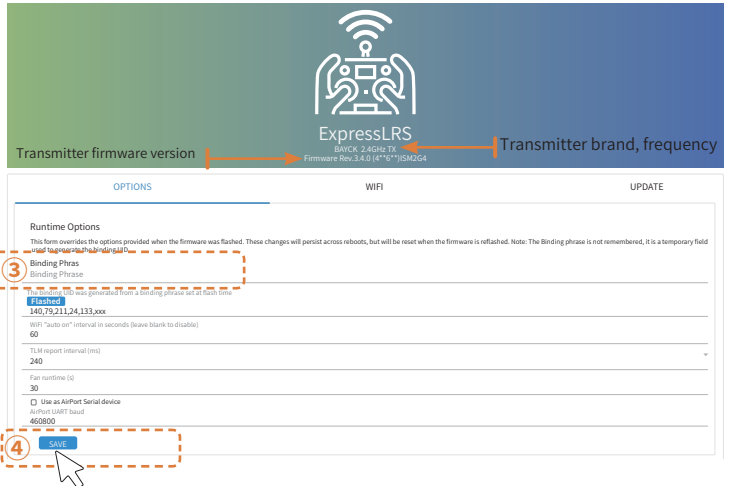 ExpressLRS
BAYCK 2.4GHz TX
Transmitter brand, frequency
Transmitter firmware version
Firmware Rev.3.4.0 (4**6**)ISM2G4
OPTIONS
WIFI
UPDATE
Runtime Options
This form overrides the options provided when the firmware was flashed. These changes will persist across reboots, but will be reset when the firmware is reflashed. Note: The Binding phrase is not remembered, it is a temporary field
used to generate the binding UID.
③
Binding Phras
Binding Phrase
The binding UID was generated from a binding phrase set at flash time
Flashed
140,79,211,24,133,xxx
WiFi "auto on" interval in seconds (leave blank to disable)
60
TLM report interval (ms)
240
Fan runtime (s)
30
Use as AirPort Serial device
AirPort UART baud
460800
④
SAVE